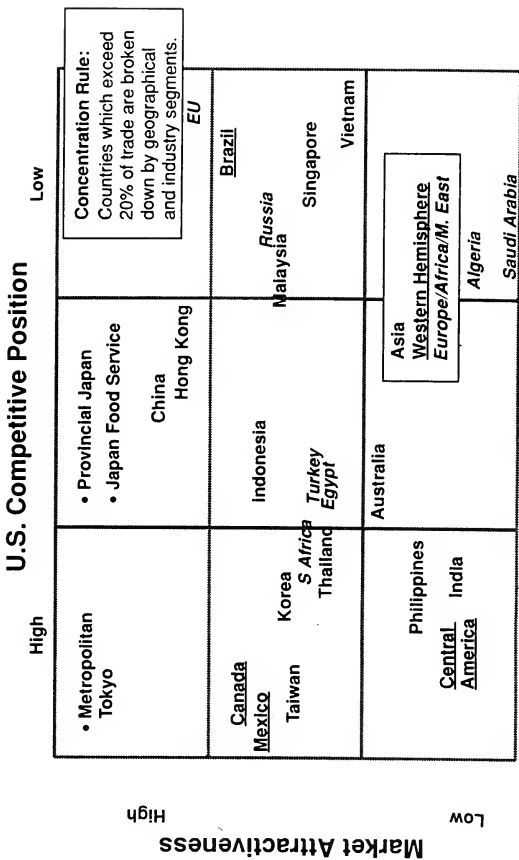 U.S. Competitive Position
High
Low
Market Attractiveness
High
Low
• Metropolitan
Tokyo
• Provincial Japan
• Japan Food Service
China
Hong Kong
Concentration Rule:
Countries which exceed
20% of trade are broken
down by geographical
and industry segments.
EU
Canada
Mexico
Taiwan
Korea
S Africa
Thailand
Indonesia
Turkey
Egypt
Brazil
Russia
Malaysia
Singapore
Vietnam
Philippines
India
Central
America
Australia
Asia
Western Hemisphere
Europe/Africa/M. East
Algeria
Saudi Arabia